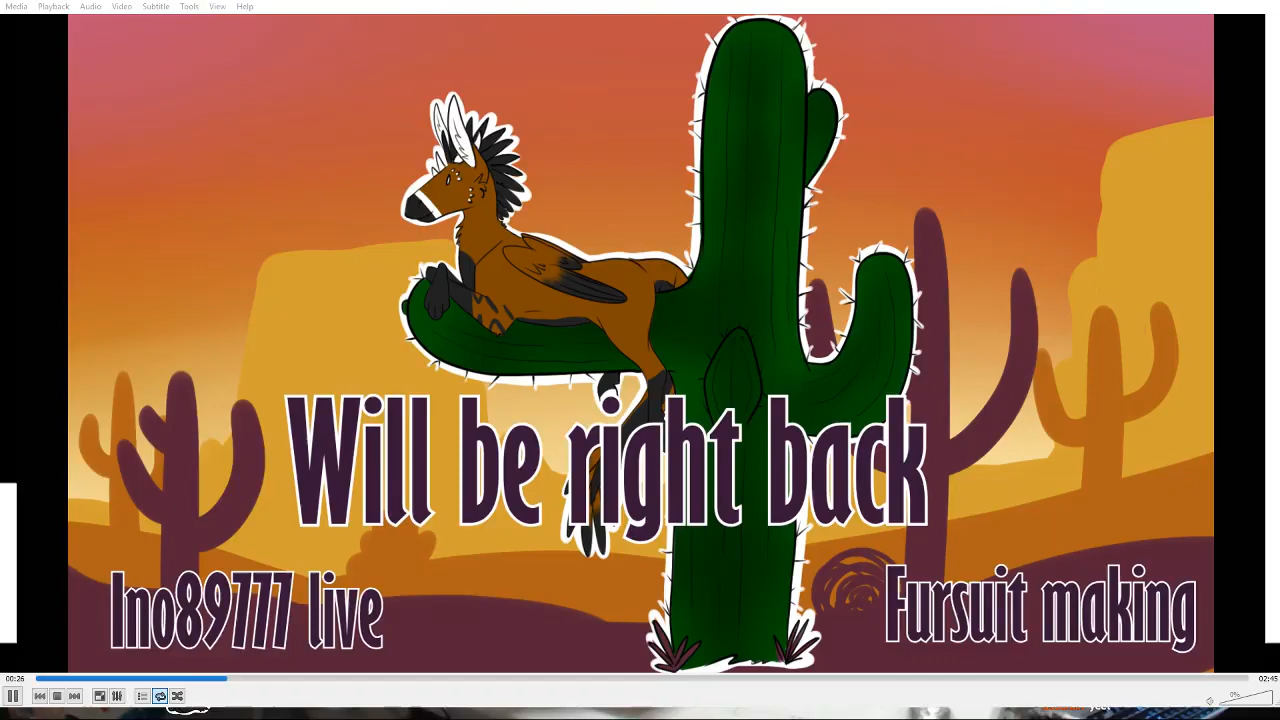 Media Playback Audio Video Subtitle Tools View Help
Will be right back
Ino89777 live
Fursuit making
00:26
02:45
0%